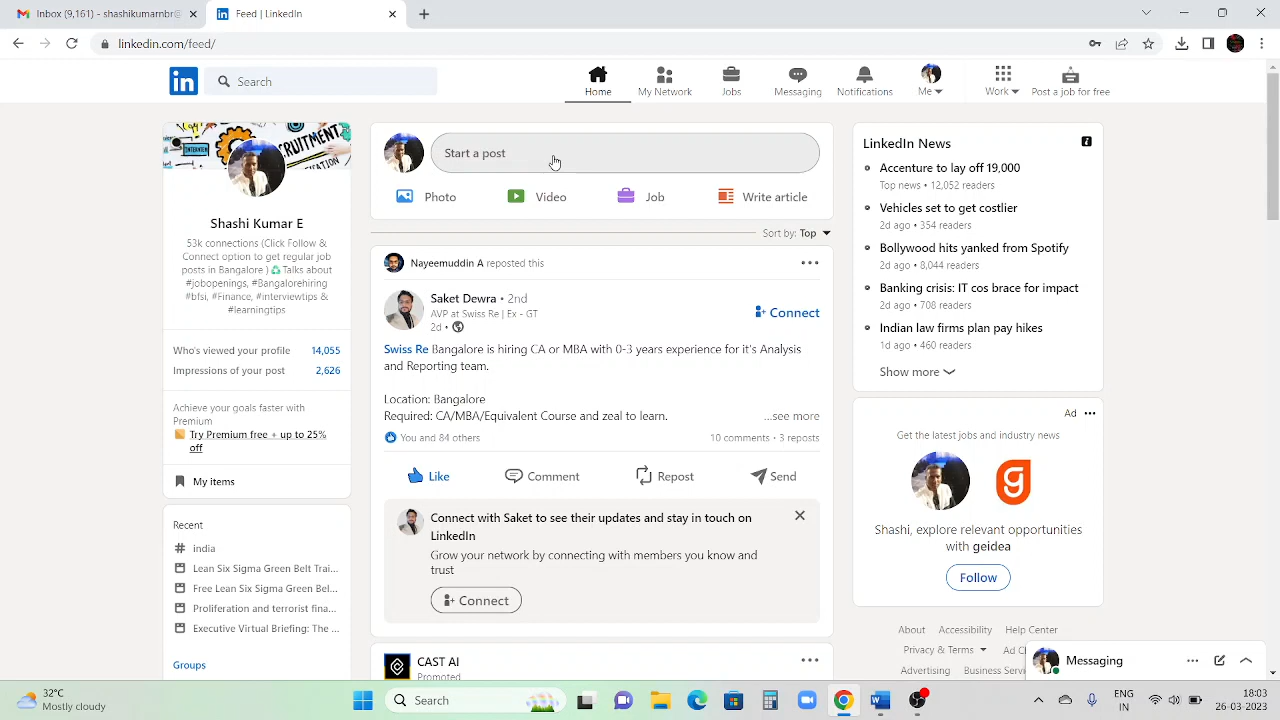 Inbox (9,161) - shashikumarbr@
Feed | LinkedIn
linkedin.com/feed/
in
Search
Home
My Network
Jobs
Messaging
Notifications
Me
Work
Post a job for free
INTERVIEW
RECRUITMENT
Shashi Kumar E
53k connections (Click Follow &
Connect option to get regular job
posts in Bangalore ) ♻Talks about
#jobopenings, #Bangalorehiring
#bfsi, #Finance, #interviewtips &
#learningtips
Who's viewed your profile 14,055
Impressions of your post 2,626
Achieve your goals faster with
Premium
Try Premium free + up to 25%
off
My items
Recent
# india
Lean Six Sigma Green Belt Trai...
Free Lean Six Sigma Green Bel...
Proliferation and terrorist fina...
Executive Virtual Briefing: The ...
Groups
Start a post
Photo
Video
Job
Write article
Sort by: Top
Nayeemuddin A reposted this
Saket Dewra • 2nd
AVP at Swiss Re | Ex - GT
2d •
Connect
Swiss Re Bangalore is hiring CA or MBA with 0-3 years experience for it's Analysis
and Reporting team.
Location: Bangalore
Required: CA/MBA/Equivalent Course and zeal to learn. ...see more
You and 84 others 10 comments • 3 reposts
Like
Comment
Repost
Send
Connect with Saket to see their updates and stay in touch on
LinkedIn
Grow your network by connecting with members you know and
trust
Connect
CAST AI
Promoted
LinkedIn News
Accenture to lay off 19,000
Top news • 12,052 readers
Vehicles set to get costlier
2d ago • 354 readers
Bollywood hits yanked from Spotify
2d ago • 8,044 readers
Banking crisis: IT cos brace for impact
2d ago • 708 readers
Indian law firms plan pay hikes
1d ago • 460 readers
Show more
Ad
Get the latest jobs and industry news
g
Shashi, explore relevant opportunities
with geidea
Follow
About Accessibility Help Center
Privacy & Terms Ad
Advertising Business
Messaging
32°C
Mostly cloudy
Search
ENG
IN
18:03
26-03-2023